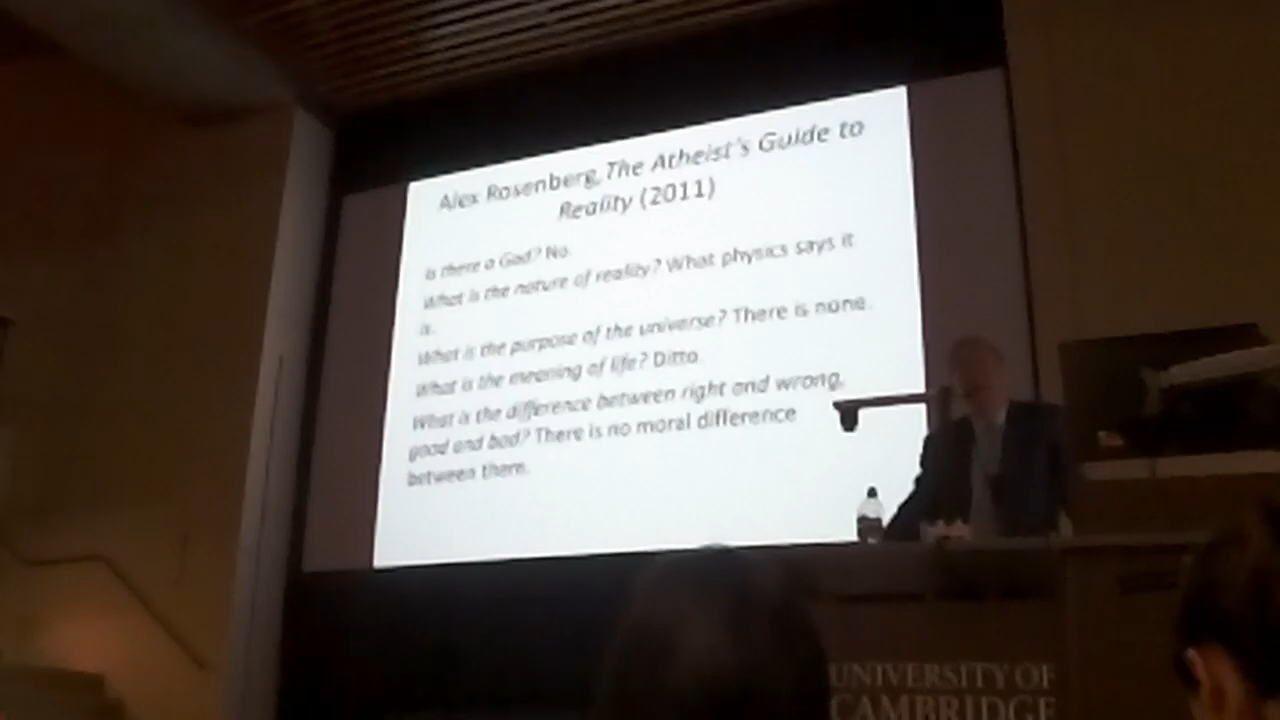 Alex Rosenberg, The Atheist's Guide to
Reality (2011)
Is there a God? No.
What is the nature of reality? What physics says it
is.
What is the purpose of the universe? There is none.
What is the meaning of life? Ditto.
What is the difference between right and wrong,
good and bad? There is no moral difference
between there.
UNIVERSITY OF
CAMBRIDGE